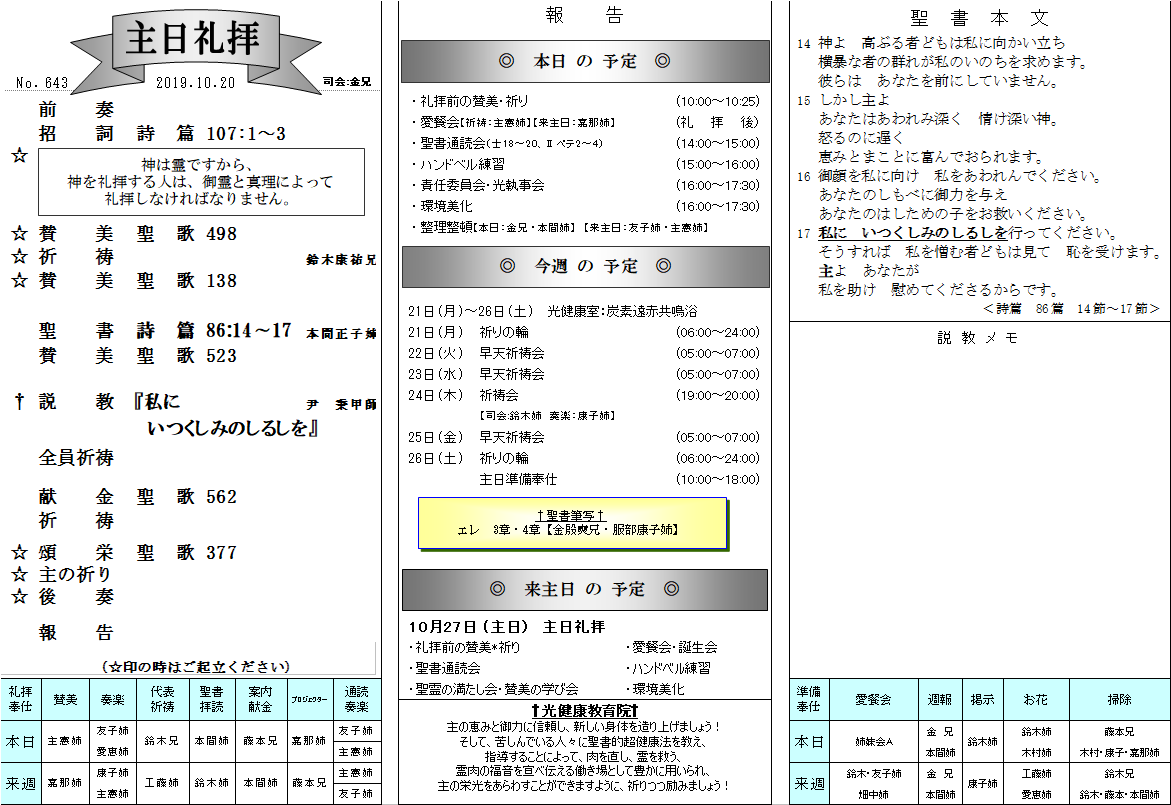 主日礼拝
No. 643　2019.10.20　司会:金兄
前　奏
招　詞　詩　篇　107:1～3
☆
神は霊ですから、
神を礼拝する人は、御霊と真理によって
礼拝しなければなりません。
☆ 賛　美　聖　歌　498
☆ 祈　祷　鈴木康祐兄
☆ 賛　美　聖　歌　138
聖　書　詩　篇　86:14～17　本間正子姉
賛　美　聖　歌　523
† 説　教　『私に　尹　秉甲師
いつくしみのしるしを』
全員祈祷
献　金　聖　歌　562
祈　祷
☆ 頌　栄　聖　歌　377
☆ 主の祈り
☆ 後　奏
報　告
(☆印の時はご起立ください)
礼拝奉仕　賛美　奏楽　代表祈祷　聖書拝読　案内献金　プロジェクター　通読奏楽
本日　主憲姉　友子姉　愛恵姉　鈴木兄　本間姉　藤本兄　嘉那姉　友子姉　主憲姉
来週　嘉那姉　康子姉　主憲姉　工藤姉　鈴木姉　本間姉　藤本兄　主憲姉　友子姉
報　告
◎ 本日 の 予定 ◎
・礼拝前の賛美・祈り　(10:00～10:25)
・愛餐会【祈祷：主憲姉】【来主日：嘉那姉】　(礼　拝　後)
・聖書通読会(士18～20、Ⅱペテ2～4)　(14:00～15:00)
・ハンドベル練習　(15:00～16:00)
・責任委員会・光執事会　(16:00～17:30)
・環境美化　(16:00～17:30)
・整理整頓【本日：金兄・本間姉】【来主日：友子姉・主憲姉】
◎ 今週 の 予定 ◎
21日(月)～26日(土)　光健康室：炭素遠赤共鳴浴
21日(月)　祈りの輪　(06:00～24:00)
22日(火)　早天祈祷会　(05:00～07:00)
23日(水)　早天祈祷会　(05:00～07:00)
24日(木)　祈祷会　(19:00～20:00)
【司会:鈴木姉　奏楽:康子姉】
25日(金)　早天祈祷会　(05:00～07:00)
26日(土)　祈りの輪　(06:00～24:00)
主日準備奉仕　(10:00～18:00)
†聖書筆写†
エレ　3章・4章【金殷奭兄・服部康子姉】
◎ 来主日 の 予定 ◎
10月27日(主日)　主日礼拝
・礼拝前の賛美*祈り　・愛餐会・誕生会
・聖書通読会　・ハンドベル練習
・聖霊の満たし会・賛美の学び会　・環境美化
†光健康教育院†
主の恵みと御力に信頼し、新しい身体を造り上げましょう！
そして、苦しんでいる人々に聖書的超健康法を教え、
指導することによって、肉を直し、霊を救う、
霊肉の福音を宣べ伝える働き場として豊かに用いられ、
主の栄光をあらわすことができますように、祈りつつ励みましょう！
聖　書　本　文
14 神よ　高ぶる者どもは私に向かい立ち
横暴な者の群れが私のいのちを求めます。
彼らは　あなたを前にしていません。
15 しかし主よ
あなたはあわれみ深く　情け深い神。
怒るのに遅く
恵みとまことに富んでおられます。
16 御顔を私に向け　私をあわれんでください。
あなたのしもべに御力を与え
あなたのはしための子をお救いください。
17 私に　いつくしみのしるしを行ってください。
そうすれば　私を憎む者どもは見て　恥を受けます。
主よ　あなたが
私を助け　慰めてくださるからです。
＜詩篇　86篇　14節～17節＞
説 教 メ モ
準備奉仕　愛餐会　週報　掲示　お花　掃除
本日　姉妹会A　金 兄　本間姉　鈴木姉　鈴木姉　木村姉　藤本兄　木村・康子・嘉那姉
来週　鈴木・友子姉　畑中姉　金 兄　本間姉　康子姉　工藤姉　愛恵姉　鈴木兄　鈴木・藤本・本間姉